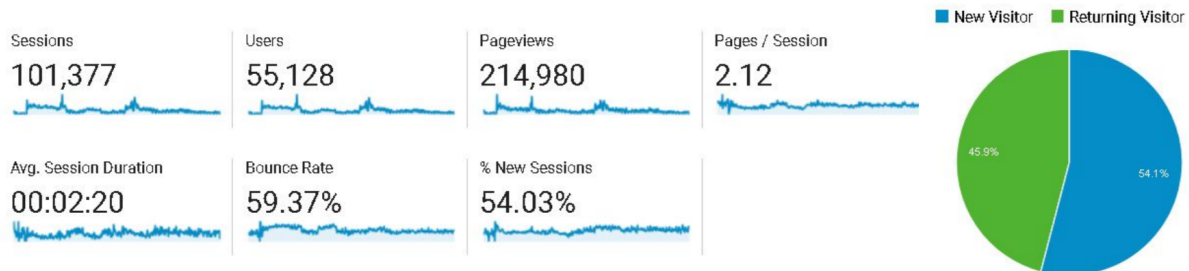 New Visitor Returning Visitor
Sessions
101,377
Users
55,128
Pageviews
214,980
Pages / Session
2.12
Avg. Session Duration
00:02:20
Bounce Rate
59.37%
% New Sessions
54.03%
45.9%
54.1%